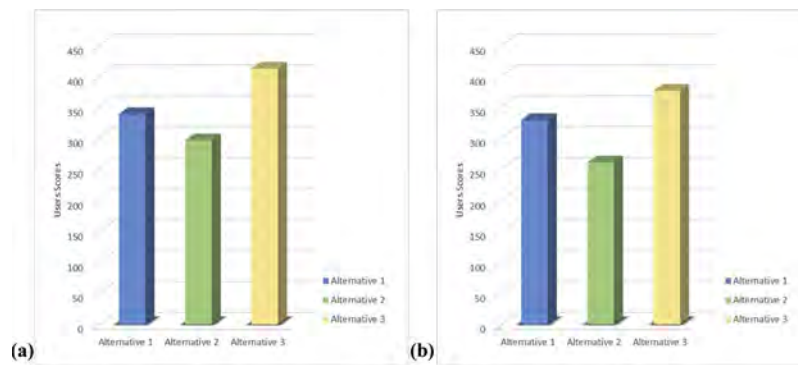 450
400
350
300
250
200
150
100
50
0
Users Scores
Alternative 1 Alternative 2 Alternative 3
Alternative 1
Alternative 2
Alternative 3
(a)
450
400
350
300
250
200
150
100
50
0
Users Scores
Alternative 1 Alternative 2 Alternative 3
Alternative 1
Alternative 2
Alternative 3
(b)